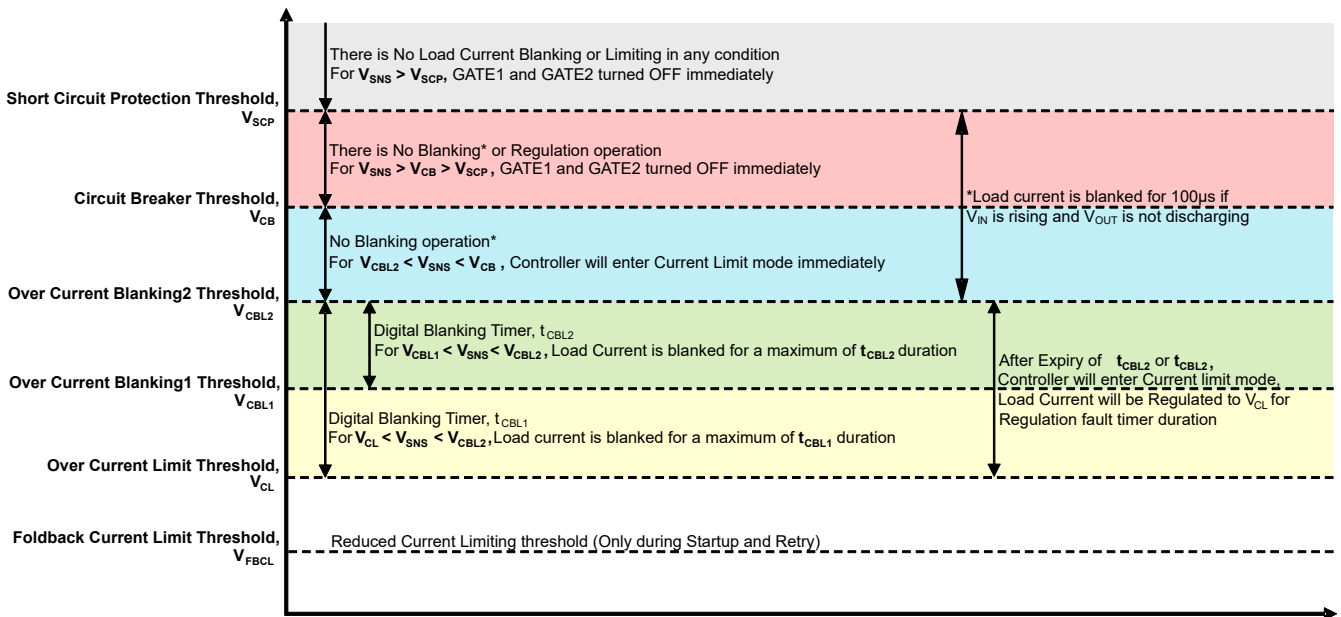 There is No Load Current Blanking or Limiting in any condition
For VSNS > VSCP, GATE1 and GATE2 turned OFF immediately
Short Circuit Protection Threshold,
VSCP
There is No Blanking* or Regulation operation
For VSNS > VCB > VSCP, GATE1 and GATE2 turned OFF immediately
Circuit Breaker Threshold,
VCB
*Load current is blanked for 100µs if
VIN is rising and VOUT is not discharging
No Blanking operation*
For VCBL2 < VSNS < VCB, Controller will enter Current Limit mode immediately
Over Current Blanking2 Threshold,
VCBL2
Digital Blanking Timer, tCBL2
For VCBL1 < VSNS < VCBL2, Load Current is blanked for a maximum of tCBL2 duration
After Expiry of tCBL2 or tCBL2,
Controller will enter Current limit mode,
Load Current will be Regulated to VCL for
Regulation fault timer duration
Over Current Blanking1 Threshold,
VCBL1
Digital Blanking Timer, tCBL1
For VCL < VSNS < VCBL2, Load current is blanked for a maximum of tCBL1 duration
Over Current Limit Threshold,
VCL
Foldback Current Limit Threshold,
VFBCL
Reduced Current Limiting threshold (Only during Startup and Retry)